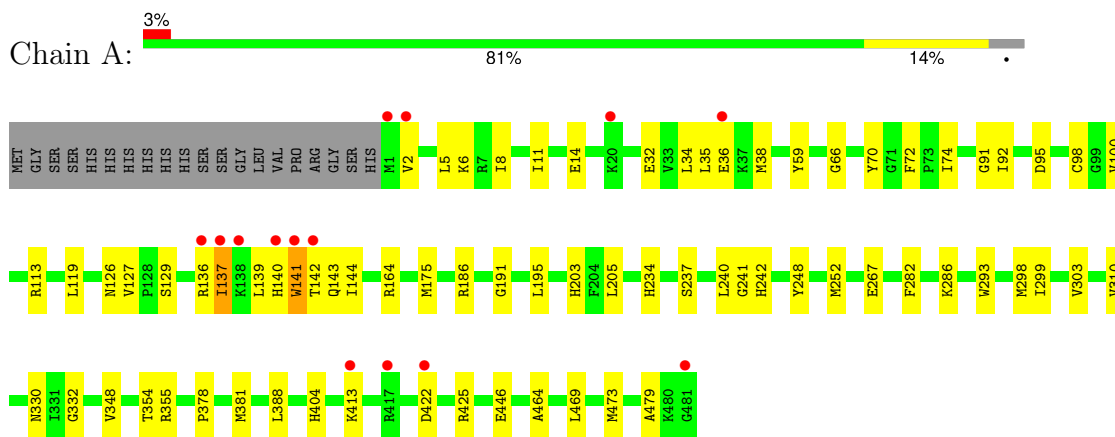 3%
Chain A:
81% 14% •
MET GLY SER SER HIS HIS HIS HIS HIS HIS SER SER GLY LEU VAL PRO ARG GLY SER HIS M1 V2 L5 K6 R7 I8 I11 E14 K20 E32 V33 L34 L35 E36 K37 M38 Y59 G66 Y70 G71 F72 P73 I74 G91 I92 D95 C98 G99
R113 L119 N126 V127 P128 S129 R136 I137 K138 L139 H140 W141 T142 Q143 I144 R164 M175 R186 G191 L195 H203 F204 L205 H234 S237 L240 G241 H242 Y248 M252 E267 F282 K286 W293 M298 I299 V303
N330 I331 G332 V348 T354 R355 P378 M381 L388 H404 K413 R417 D422 R425 E446 A464 L469 M473 A479 K480 G481